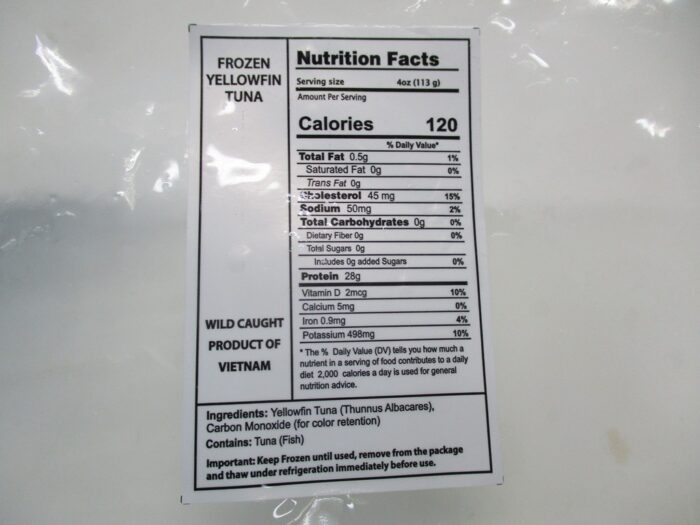 FROZEN
YELLOWFIN
TUNA
WILD CAUGHT
PRODUCT OF
VIETNAM
Nutrition Facts
Serving size 4oz (113 g)
Amount Per Serving
Calories 120
% Daily Value*
Total Fat 0.5g 1%
Saturated Fat 0g 0%
Trans Fat 0g
Cholesterol 45 mg 15%
Sodium 50mg 2%
Total Carbohydrates 0g 0%
Dietary Fiber 0g 0%
Total Sugars 0g
Includes 0g added Sugars 0%
Protein 28g
Vitamin D 2mcg 10%
Calcium 5mg 0%
Iron 0.9mg 4%
Potassium 498mg 10%
* The % Daily Value (DV) tells you how much a
nutrient in a serving of food contributes to a daily
diet 2,000 calories a day is used for general
nutrition advice.
Ingredients: Yellowfin Tuna (Thunnus Albacares),
Carbon Monoxide (for color retention)
Contains: Tuna (Fish)
Important: Keep Frozen until used, remove from the package
and thaw under refrigeration immediately before use.